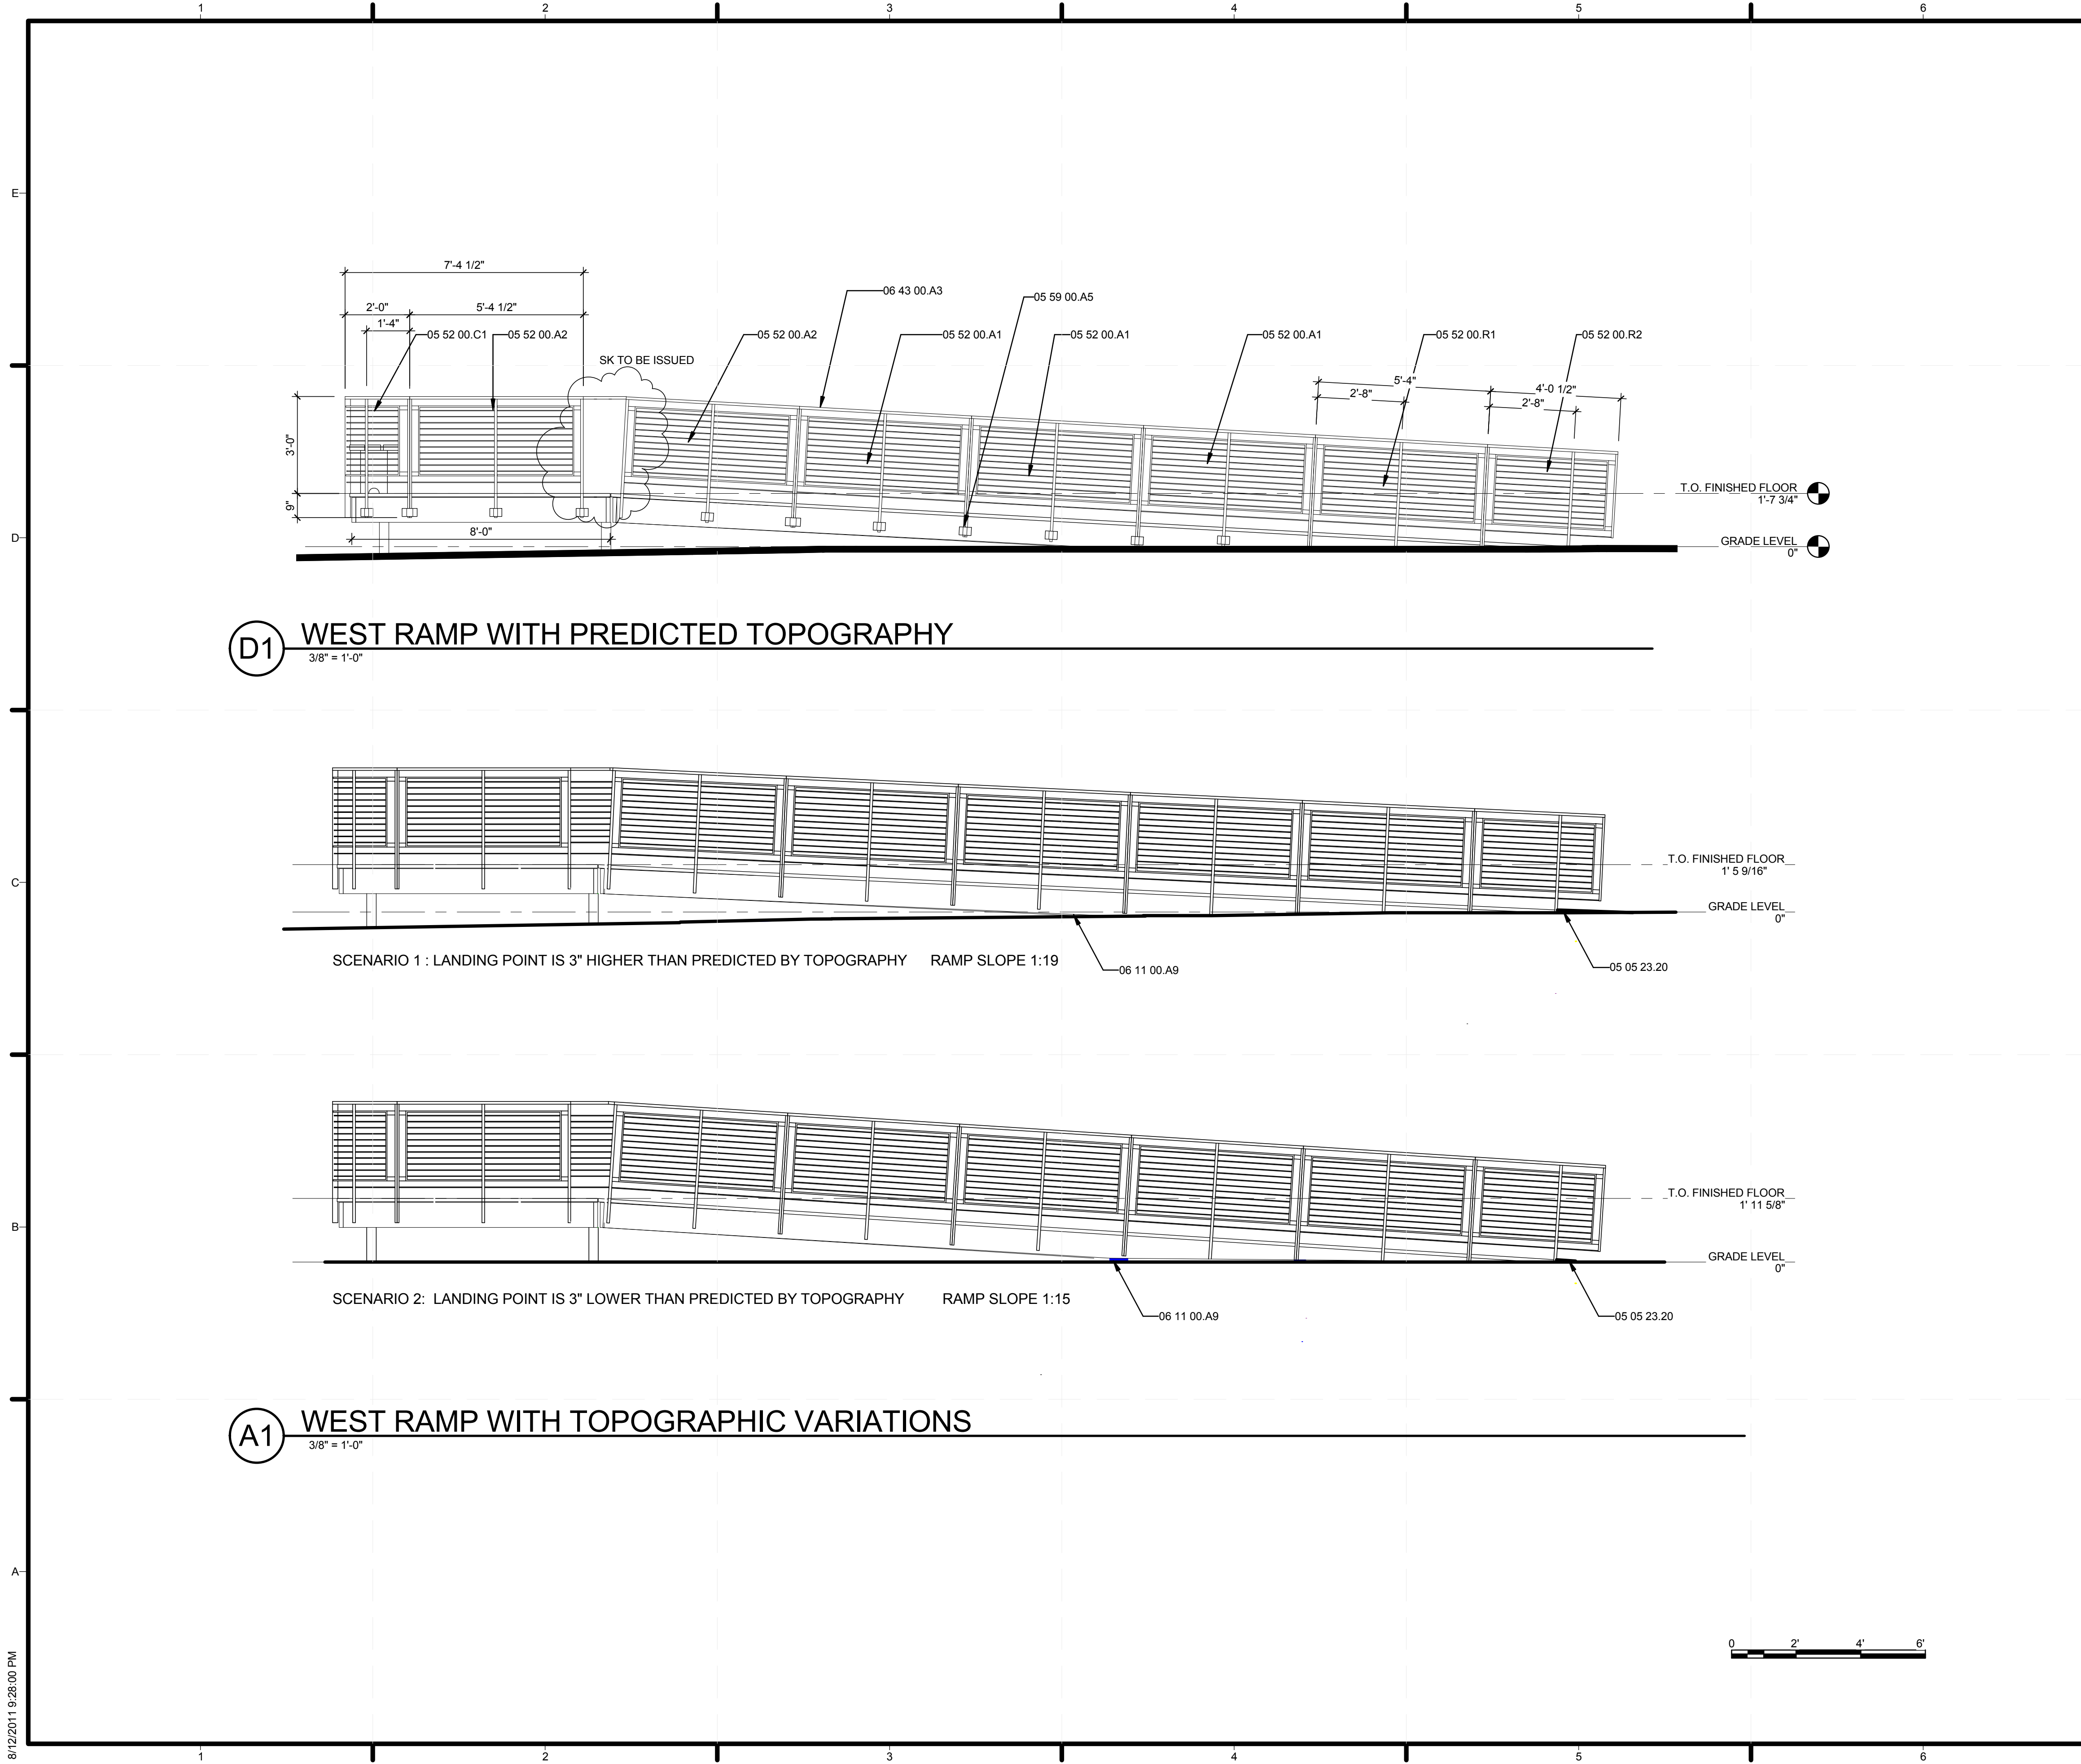 1 2 3 4 5 6
E
7'-4 1/2"
06 43 00.A3
05 59 00.A5
2'-0" 5'-4 1/2"
1'-4"
05 52 00.C1 05 52 00.A2 05 52 00.A2 05 52 00.A1 05 52 00.A1 05 52 00.A1 05 52 00.R1 05 52 00.R2
SK TO BE ISSUED
5'-4"
4'-0 1/2"
2'-8"
2'-8"
3'-0"
9"
T.O. FINISHED FLOOR
1'-7 3/4"
8'-0"
D
GRADE LEVEL
0"
D1 WEST RAMP WITH PREDICTED TOPOGRAPHY
3/8" = 1'-0"
T.O. FINISHED FLOOR
1' 5 9/16"
C
GRADE LEVEL
0"
SCENARIO 1 : LANDING POINT IS 3" HIGHER THAN PREDICTED BY TOPOGRAPHY RAMP SLOPE 1:19
06 11 00.A9
05 05 23.20
T.O. FINISHED FLOOR
1' 11 5/8"
B
GRADE LEVEL
0"
SCENARIO 2: LANDING POINT IS 3" LOWER THAN PREDICTED BY TOPOGRAPHY RAMP SLOPE 1:15
06 11 00.A9
05 05 23.20
A1 WEST RAMP WITH TOPOGRAPHIC VARIATIONS
3/8" = 1'-0"
A
0 2' 4' 6'
8/12/2011 9:28:00 PM
1 2 3 4 5 6